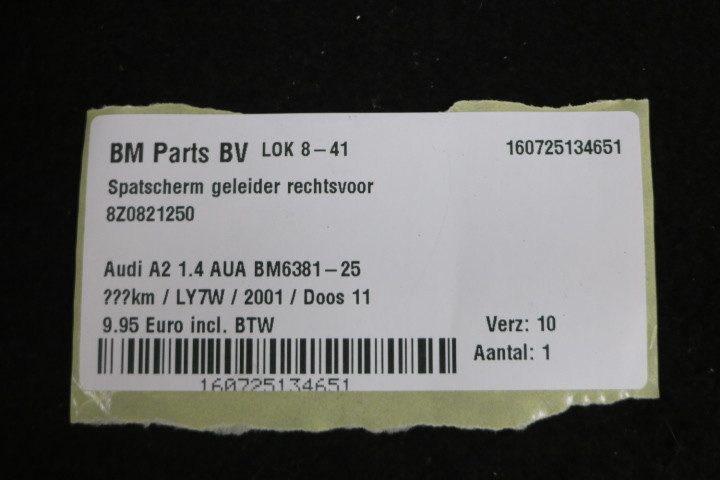 BM Parts BV LOK 8-41 160725134651
Spatscherm geleider rechtsvoor
8Z0821250
Audi A2 1.4 AUA BM6381-25
???km / LY7W / 2001 / Doos 11
9.95 Euro incl. BTW Verz: 10
Aantal: 1
160725134651